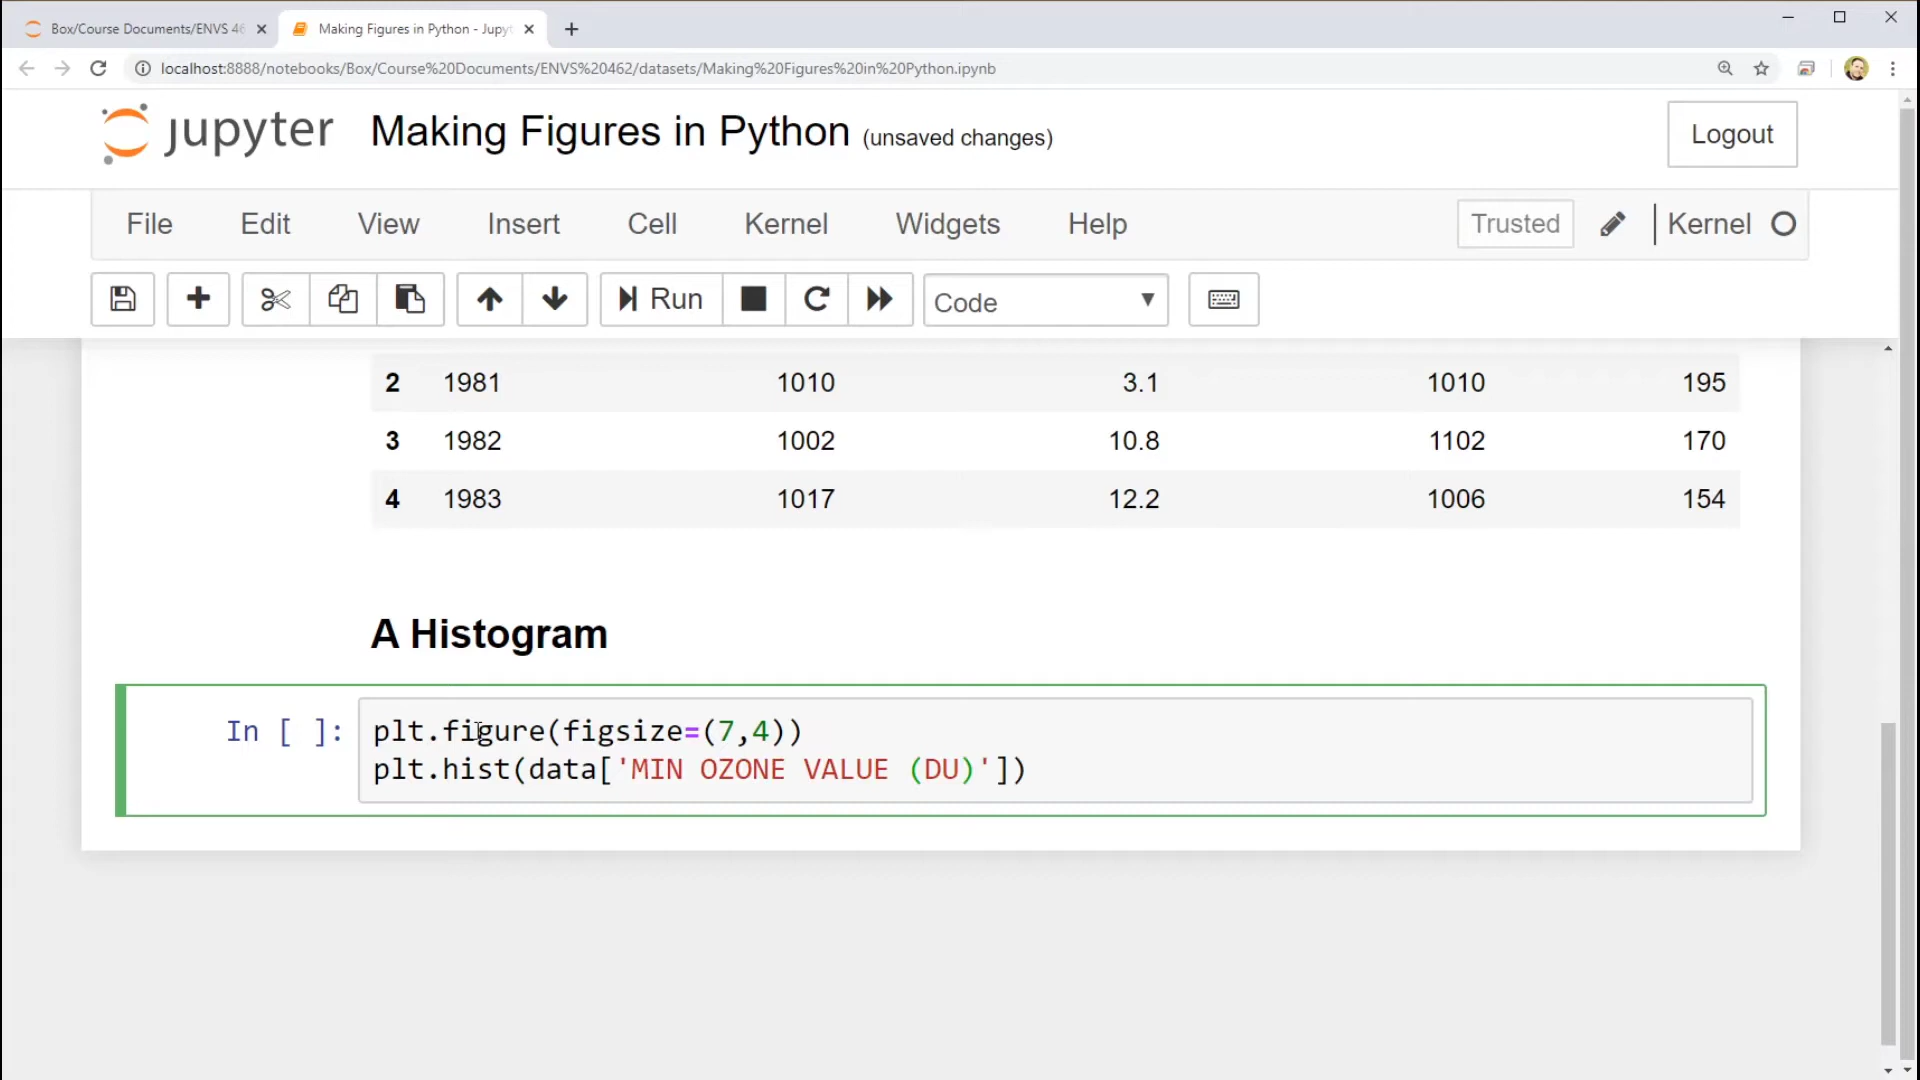 Box/Course Documents/ENVS 46
Making Figures in Python - Jupyt
localhost:8888/notebooks/Box/Course%20Documents/ENVS%20462/datasets/Making%20Figures%20in%20Python.ipynb
jupyter Making Figures in Python (unsaved changes) Logout
File Edit View Insert Cell Kernel Widgets Help Trusted Kernel
Run Code
2 1981 1010 3.1 1010 195
3 1982 1002 10.8 1102 170
4 1983 1017 12.2 1006 154
A Histogram
In [ ]: plt.figure(figsize=(7,4))
plt.hist(data['MIN OZONE VALUE (DU)'])